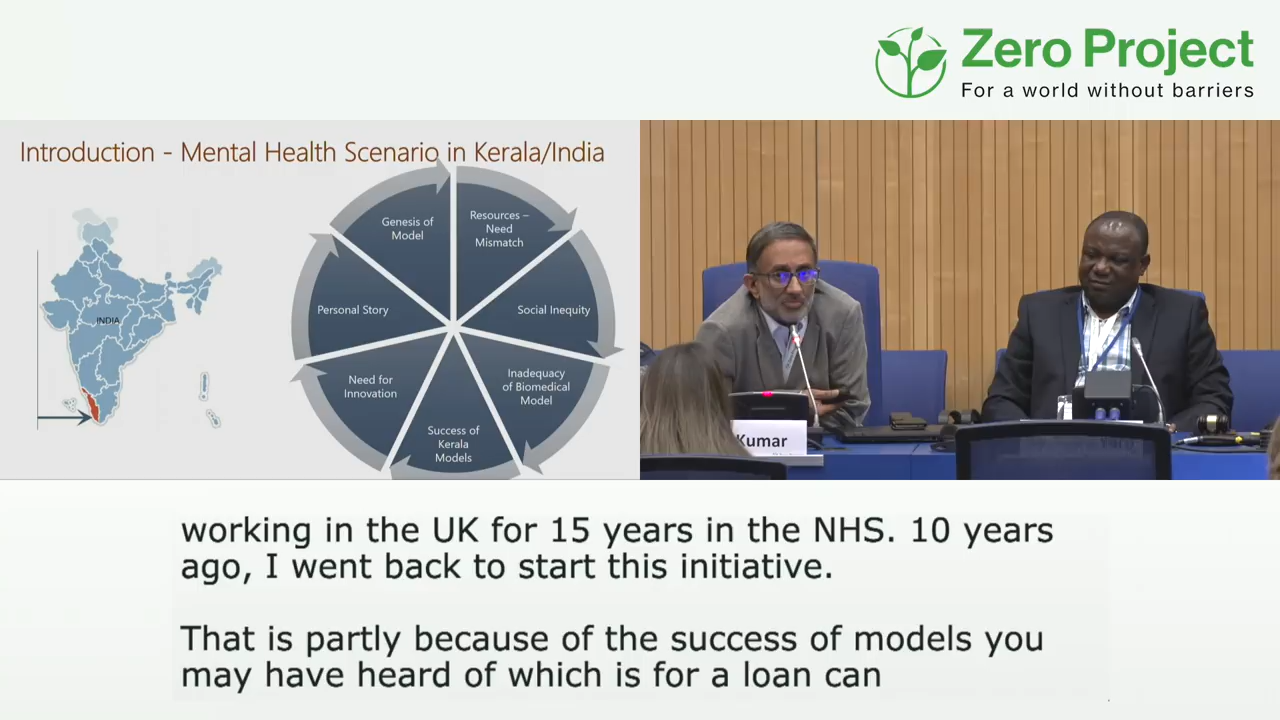 Zero Project
For a world without barriers
Introduction - Mental Health Scenario in Kerala/India
INDIA
Genesis of
Model
Resources –
Need
Mismatch
Social Inequity
Inadequacy
of Biomedical
Model
Success of
Kerala
Models
Need for
Innovation
Personal Story
Kumar
working in the UK for 15 years in the NHS. 10 years
ago, I went back to start this initiative.
That is partly because of the success of models you
may have heard of which is for a loan can